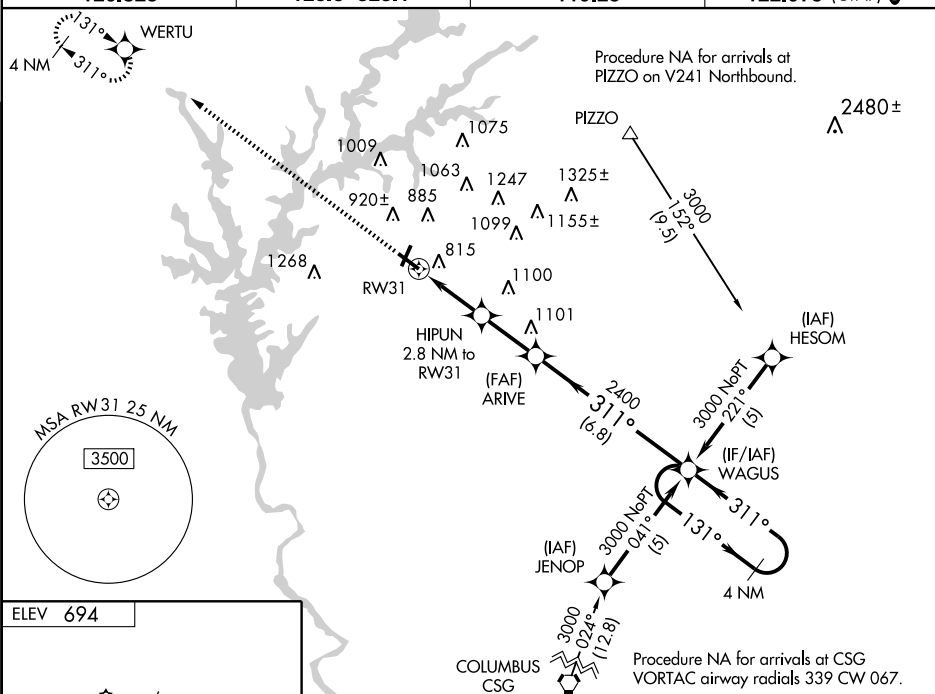 131°
WERTU
4 NM
311°
Procedure NA for arrivals at
PIZZO on V241 Northbound.
2480±
PIZZO
1075
1009
1063
1247
1325±
920±
885
1099
1155±
3000
152°
(9.5)
815
1268
RW31
1100
1101
HIPUN
2.8 NM to
RW31
(IAF)
HESOM
(FAF)
ARIVE
2400
311°
(6.8)
3000 NoPT
221°
(5)
MSA RW31 25 NM
3500
(IF/IAF)
WAGUS
311°
131°
4 NM
3000 NoPT
041°
(5)
(IAF)
JENOP
3000
024°
(12.8)
ELEV 694
COLUMBUS
CSG
Procedure NA for arrivals at CSG
VORTAC airway radials 339 CW 067.